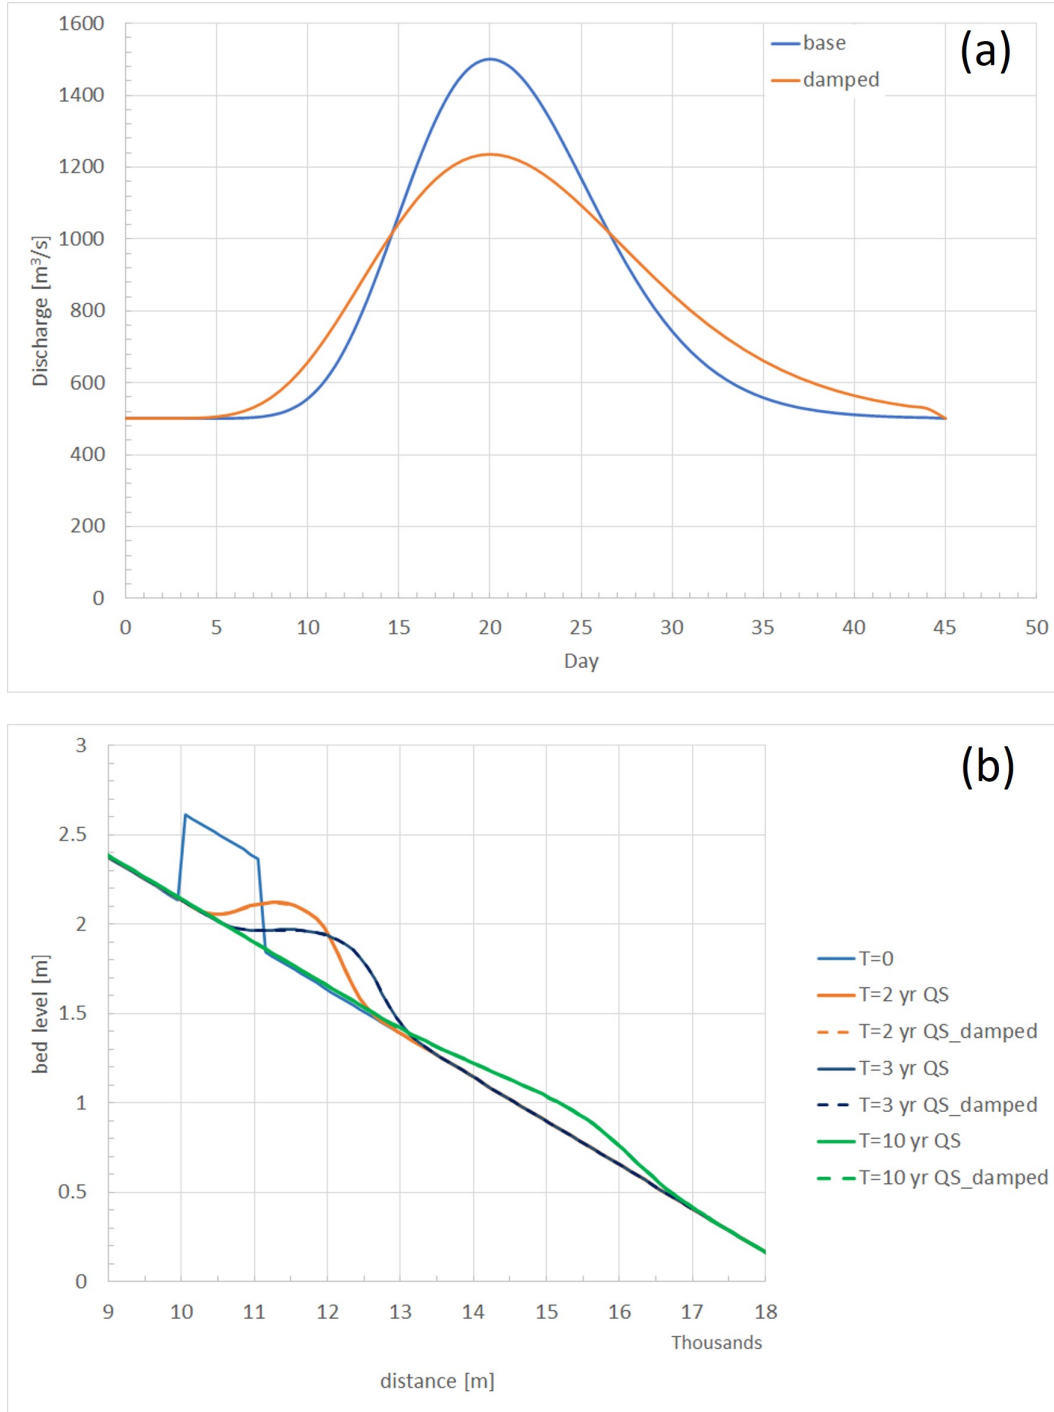 1600
1400
1200
1000
800
600
400
200
0
Discharge [m³/s]
0 5 10 15 20 25 30 35 40 45 50
Day
base
damped
(a)
3
2.5
2
1.5
1
0.5
0
bed level [m]
9 10 11 12 13 14 15 16 17 18
Thousands
distance [m]
(b)
T=0
T=2 yr QS
T=2 yr QS_damped
T=3 yr QS
T=3 yr QS_damped
T=10 yr QS
T=10 yr QS_damped